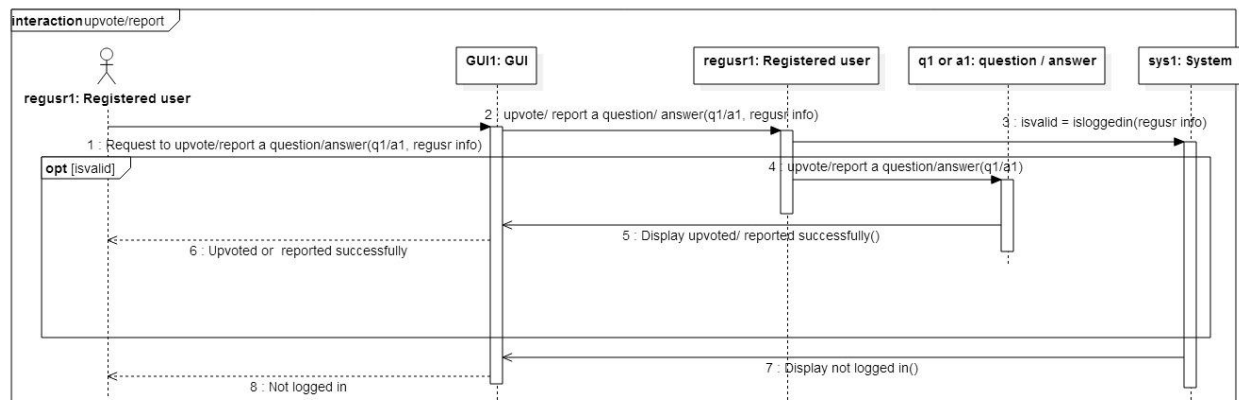 interaction upvote/report
GUI1: GUI
regusr1: Registered user
q1 or a1: question / answer
sys1: System
regusr1: Registered user
2 : upvote/ report a question/ answer(q1/a1, regusr info)
3 : isvalid = isloggedin(regusr info)
1 : Request to upvote/report a question/answer(q1/a1, regusr info)
opt [isvalid]
4 : upvote/report a question/answer(q1/a1)
5 : Display upvoted/ reported successfully()
6 : Upvoted or reported successfully
7 : Display not logged in()
8 : Not logged in